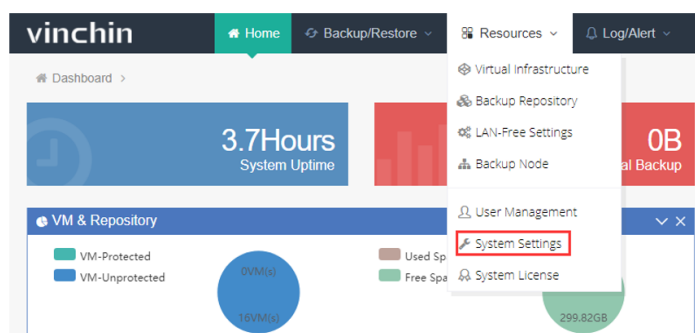 vinchin
Home
Backup/Restore
Resources
Log/Alert
Dashboard >
Virtual Infrastructure
Backup Repository
LAN-Free Settings
Backup Node
User Management
System Settings
System License
3.7Hours
System Uptime
0B
al Backup
VM & Repository
VM-Protected
VM-Unprotected
0VM(s)
16VM(s)
Used Sp
Free Spa
299.82GB